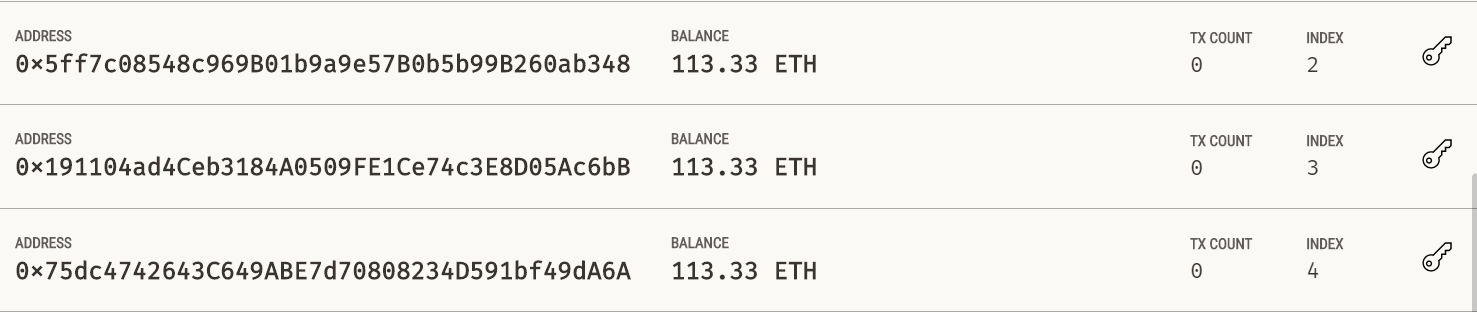 ADDRESS BALANCE TX COUNT INDEX
0x5ff7c08548c969B01b9a9e57B0b5b99B260ab348 113.33 ETH 0 2
ADDRESS BALANCE TX COUNT INDEX
0x191104ad4Ceb3184A0509FE1Ce74c3E8D05Ac6bB 113.33 ETH 0 3
ADDRESS BALANCE TX COUNT INDEX
0x75dc4742643C649ABE7d70808234D591bf49dA6A 113.33 ETH 0 4